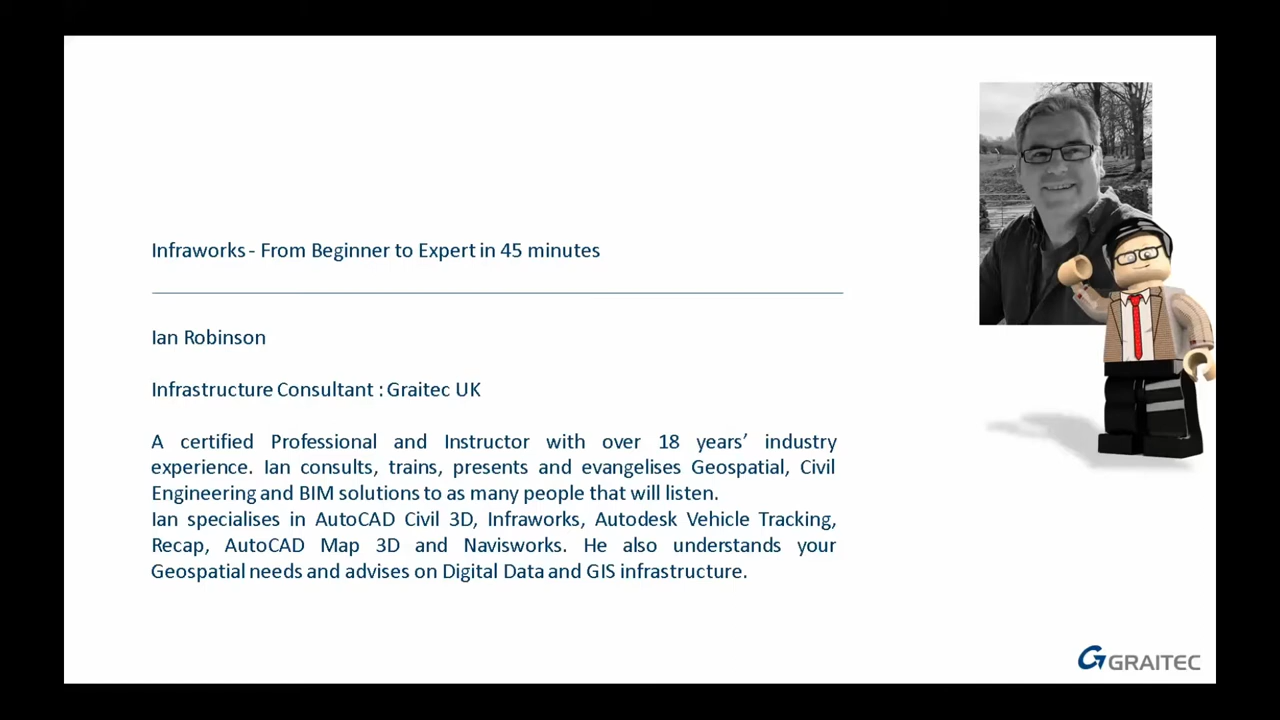 Infraworks - From Beginner to Expert in 45 minutes
Ian Robinson
Infrastructure Consultant : Graitec UK
A certified Professional and Instructor with over 18 years’ industry
experience. Ian consults, trains, presents and evangelises Geospatial, Civil
Engineering and BIM solutions to as many people that will listen.
Ian specialises in AutoCAD Civil 3D, Infraworks, Autodesk Vehicle Tracking,
Recap, AutoCAD Map 3D and Navisworks. He also understands your
Geospatial needs and advises on Digital Data and GIS infrastructure.
GRAITEC